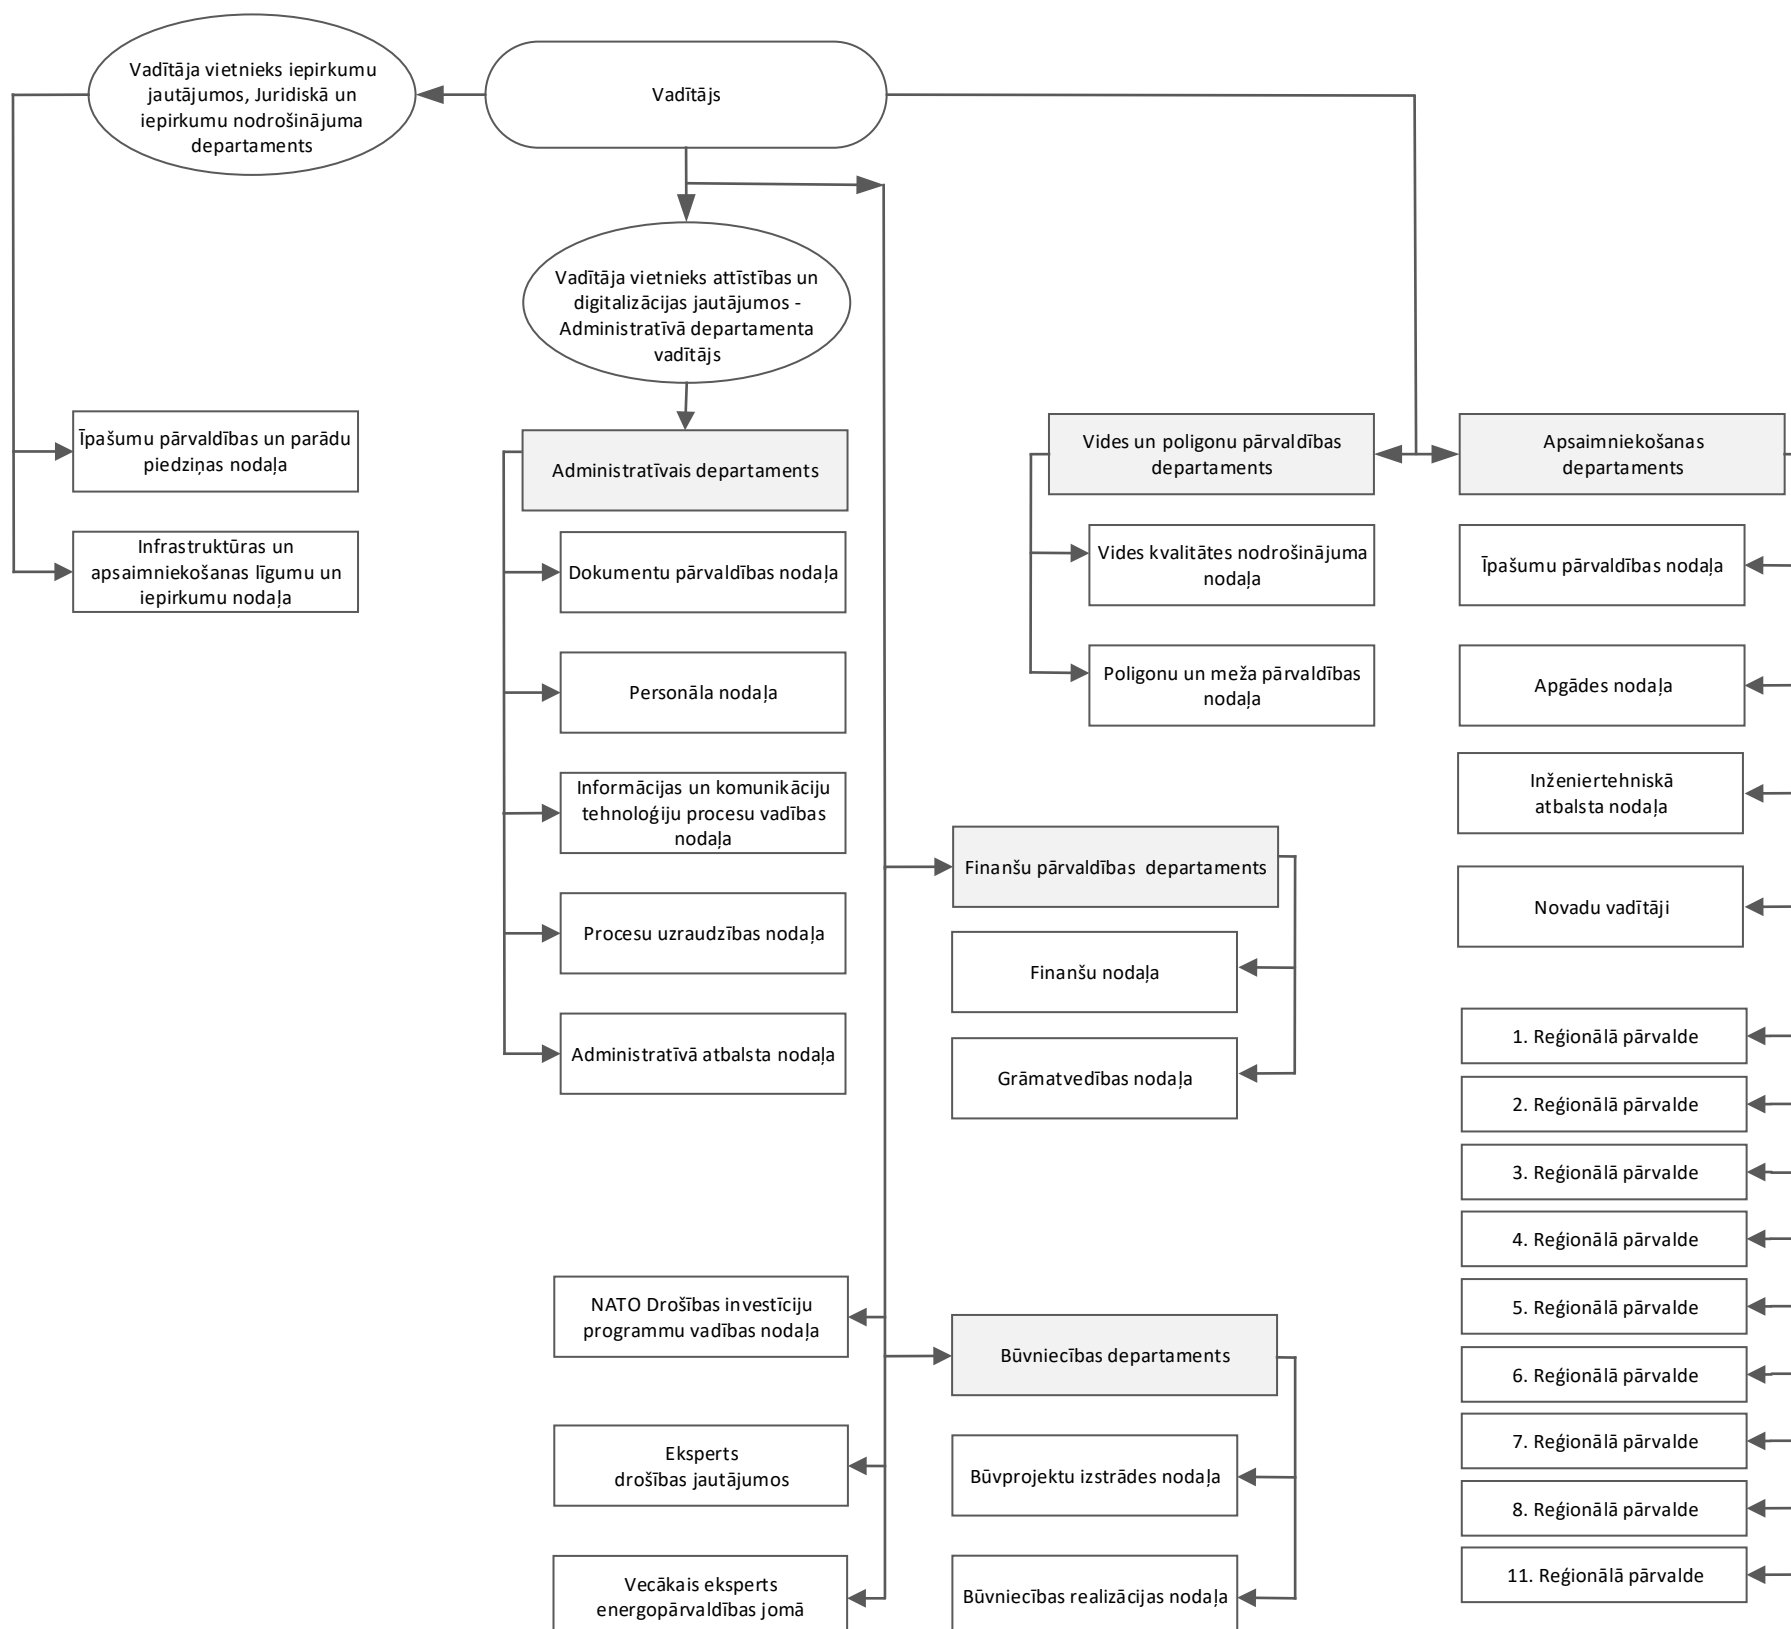 Vadītāja vietnieks iepirkumu
jautājumos, Juridiskā un
iepirkumu nodrošinājuma
departaments
Vadītājs
Vadītāja vietnieks attīstības un
digitalizācijas jautājumos -
Administratīvā departamenta
vadītājs
Īpašumu pārvaldības un parādu
piedziņas nodaļa
Infrastruktūras un
apsaimniekošanas līgumu un
iepirkumu nodaļa
Administratīvais departaments
Dokumentu pārvaldības nodaļa
Personāla nodaļa
Informācijas un komunikāciju
tehnoloģiju procesu vadības
nodaļa
Procesu uzraudzības nodaļa
Administratīvā atbalsta nodaļa
NATO Drošības investīciju
programmu vadības nodaļa
Eksperts
drošības jautājumos
Vecākais eksperts
energopārvaldības jomā
Vides un poligonu pārvaldības
departaments
Vides kvalitātes nodrošinājuma
nodaļa
Poligonu un meža pārvaldības
nodaļa
Finanšu pārvaldības  departaments
Finanšu nodaļa
Grāmatvedības nodaļa
Būvniecības departaments
Būvprojektu izstrādes nodaļa
Būvniecības realizācijas nodaļa
Apsaimniekošanas
departaments
Īpašumu pārvaldības nodaļa
Apgādes nodaļa
Inženiertehniskā
atbalsta nodaļa
Novadu vadītāji
1. Reģionālā pārvalde
2. Reģionālā pārvalde
3. Reģionālā pārvalde
4. Reģionālā pārvalde
5. Reģionālā pārvalde
6. Reģionālā pārvalde
7. Reģionālā pārvalde
8. Reģionālā pārvalde
11. Reģionālā pārvalde